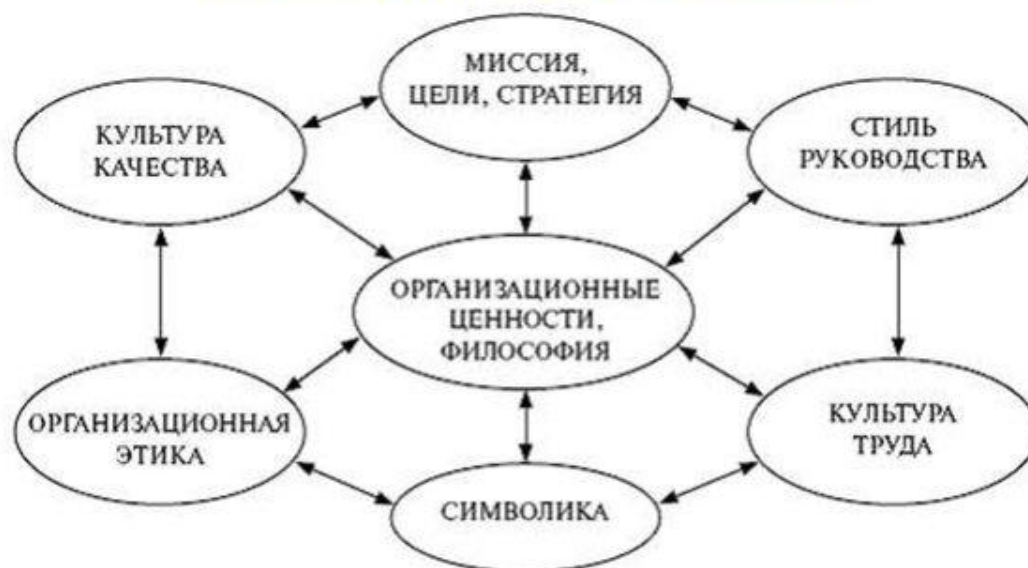 МИССИЯ,
ЦЕЛИ, СТРАТЕГИЯ
КУЛЬТУРА
КАЧЕСТВА
СТИЛЬ
РУКОВОДСТВА
ОРГАНИЗАЦИОННЫЕ
ЦЕННОСТИ,
ФИЛОСОФИЯ
ОРГАНИЗАЦИОННАЯ
ЭТИКА
КУЛЬТУРА
ТРУДА
СИМВОЛИКА